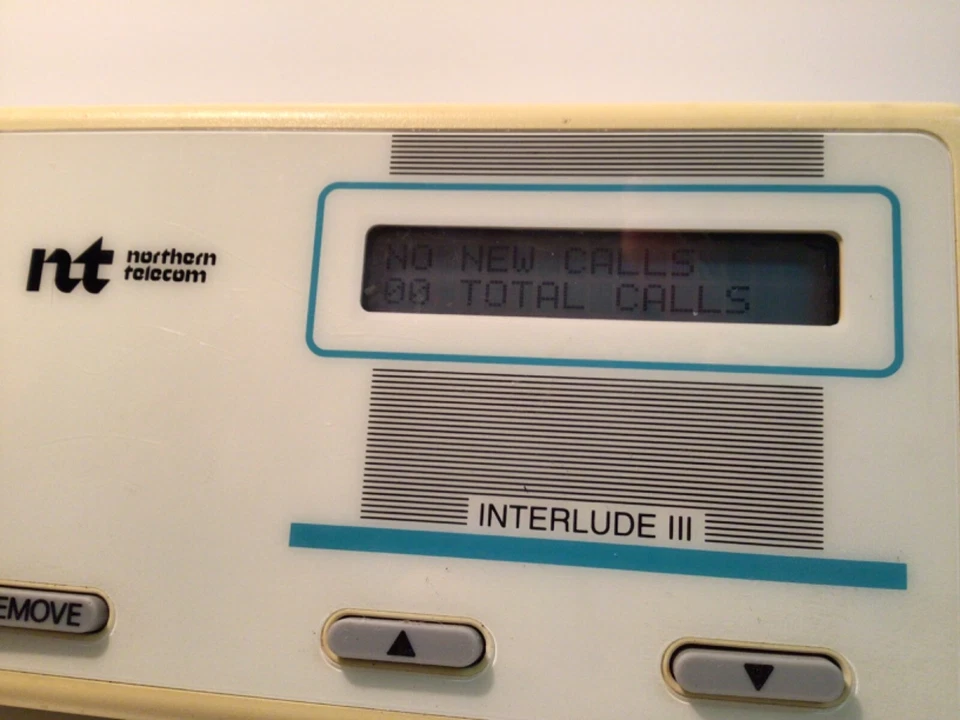 nt northern
telecom
NO NEW CALLS
00 TOTAL CALLS
INTERLUDE III
EMOVE